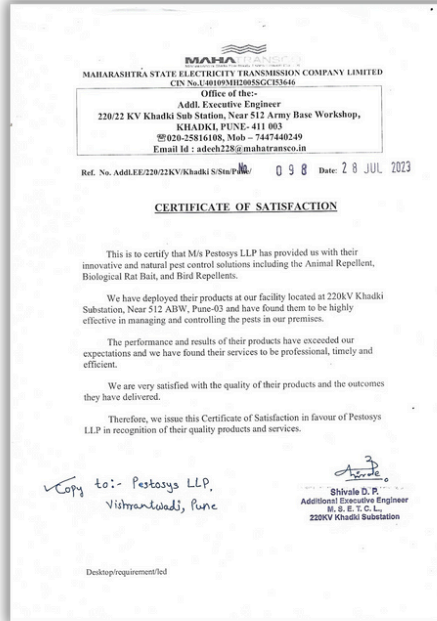 MAHATRANSCO
MAHARASHTRA STATE ELECTRICITY TRANSMISSION COMPANY LIMITED
CIN No.U40109MH2005SGC153646
Office of the:-
Addl. Executive Engineer
220/22 KV Khadki Sub Station, Near 512 Army Base Workshop,
KHADKI, PUNE- 411 003
☏020-25816108, Mob – 7447440249
Email Id : adeeh228@mahatransco.in
Ref. No. Addl.EE/220/22KV/Khadki S/Stn/Pune/ No. 098 Date: 28 JUL 2023
CERTIFICATE OF SATISFACTION
This is to certify that M/s Pestosys LLP has provided us with their
innovative and natural pest control solutions including the Animal Repellent,
Biological Rat Bait, and Bird Repellents.
We have deployed their products at our facility located at 220kV Khadki
Substation, Near 512 ABW, Pune-03 and have found them to be highly
effective in managing and controlling the pests in our premises.
The performance and results of their products have exceeded our
expectations and we have found their services to be professional, timely and
efficient.
We are very satisfied with the quality of their products and the outcomes
they have delivered.
Therefore, we issue this Certificate of Satisfaction in favour of Pestosys
LLP in recognition of their quality products and services.
Copy to:- Pestosys LLP,
Vishrantwadi, Pune
Shivale D. P.
Additional Executive Engineer
M. S. E. T. C. L.,
220KV Khadki Substation
Desktop/requirement/led